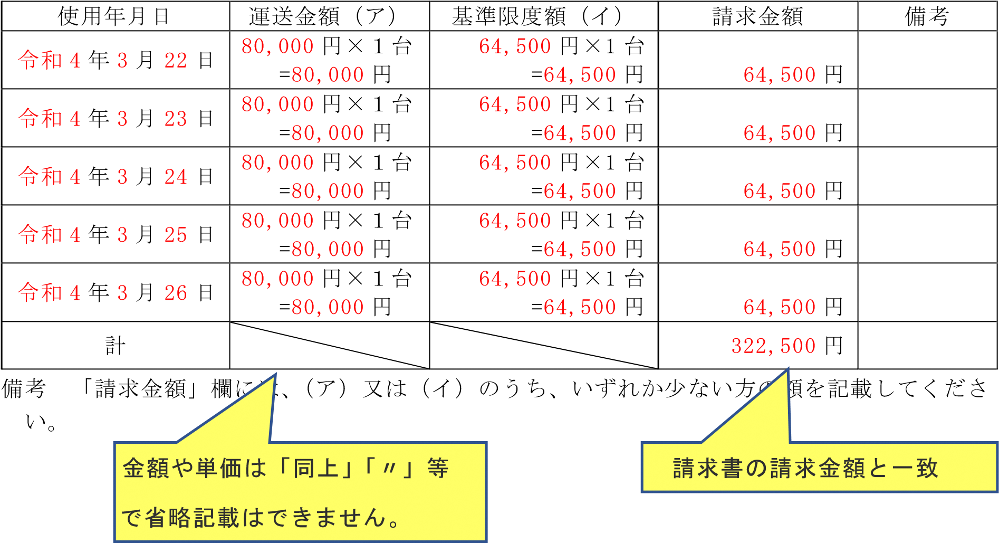 使用年月日 運送金額（ア） 基準限度額（イ） 請求金額 備考
令和4年3月22日 80,000円×1台 64,500円×1台
=80,000円 =64,500円 64,500円
令和4年3月23日 80,000円×1台 64,500円×1台
=80,000円 =64,500円 64,500円
令和4年3月24日 80,000円×1台 64,500円×1台
=80,000円 =64,500円 64,500円
令和4年3月25日 80,000円×1台 64,500円×1台
=80,000円 =64,500円 64,500円
令和4年3月26日 80,000円×1台 64,500円×1台
=80,000円 =64,500円 64,500円
計 322,500円
備考　「請求金額」欄には、（ア）又は（イ）のうち、いずれか少ない方の額を記載してくださ
い。
金額や単価は「同上」「〃」等
で省略記載はできません。
請求書の請求金額と一致